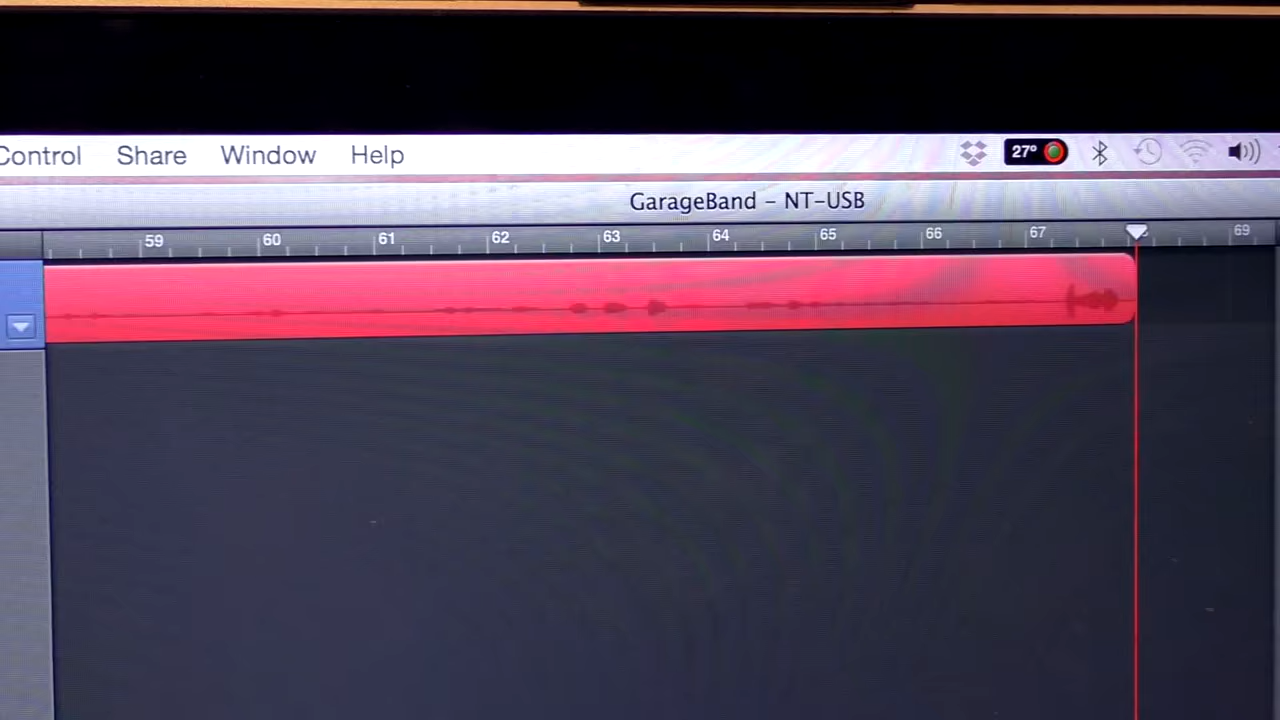 Control Share Window Help 27°
GarageBand – NT-USB
59 60 61 62 63 64 65 66 67 69